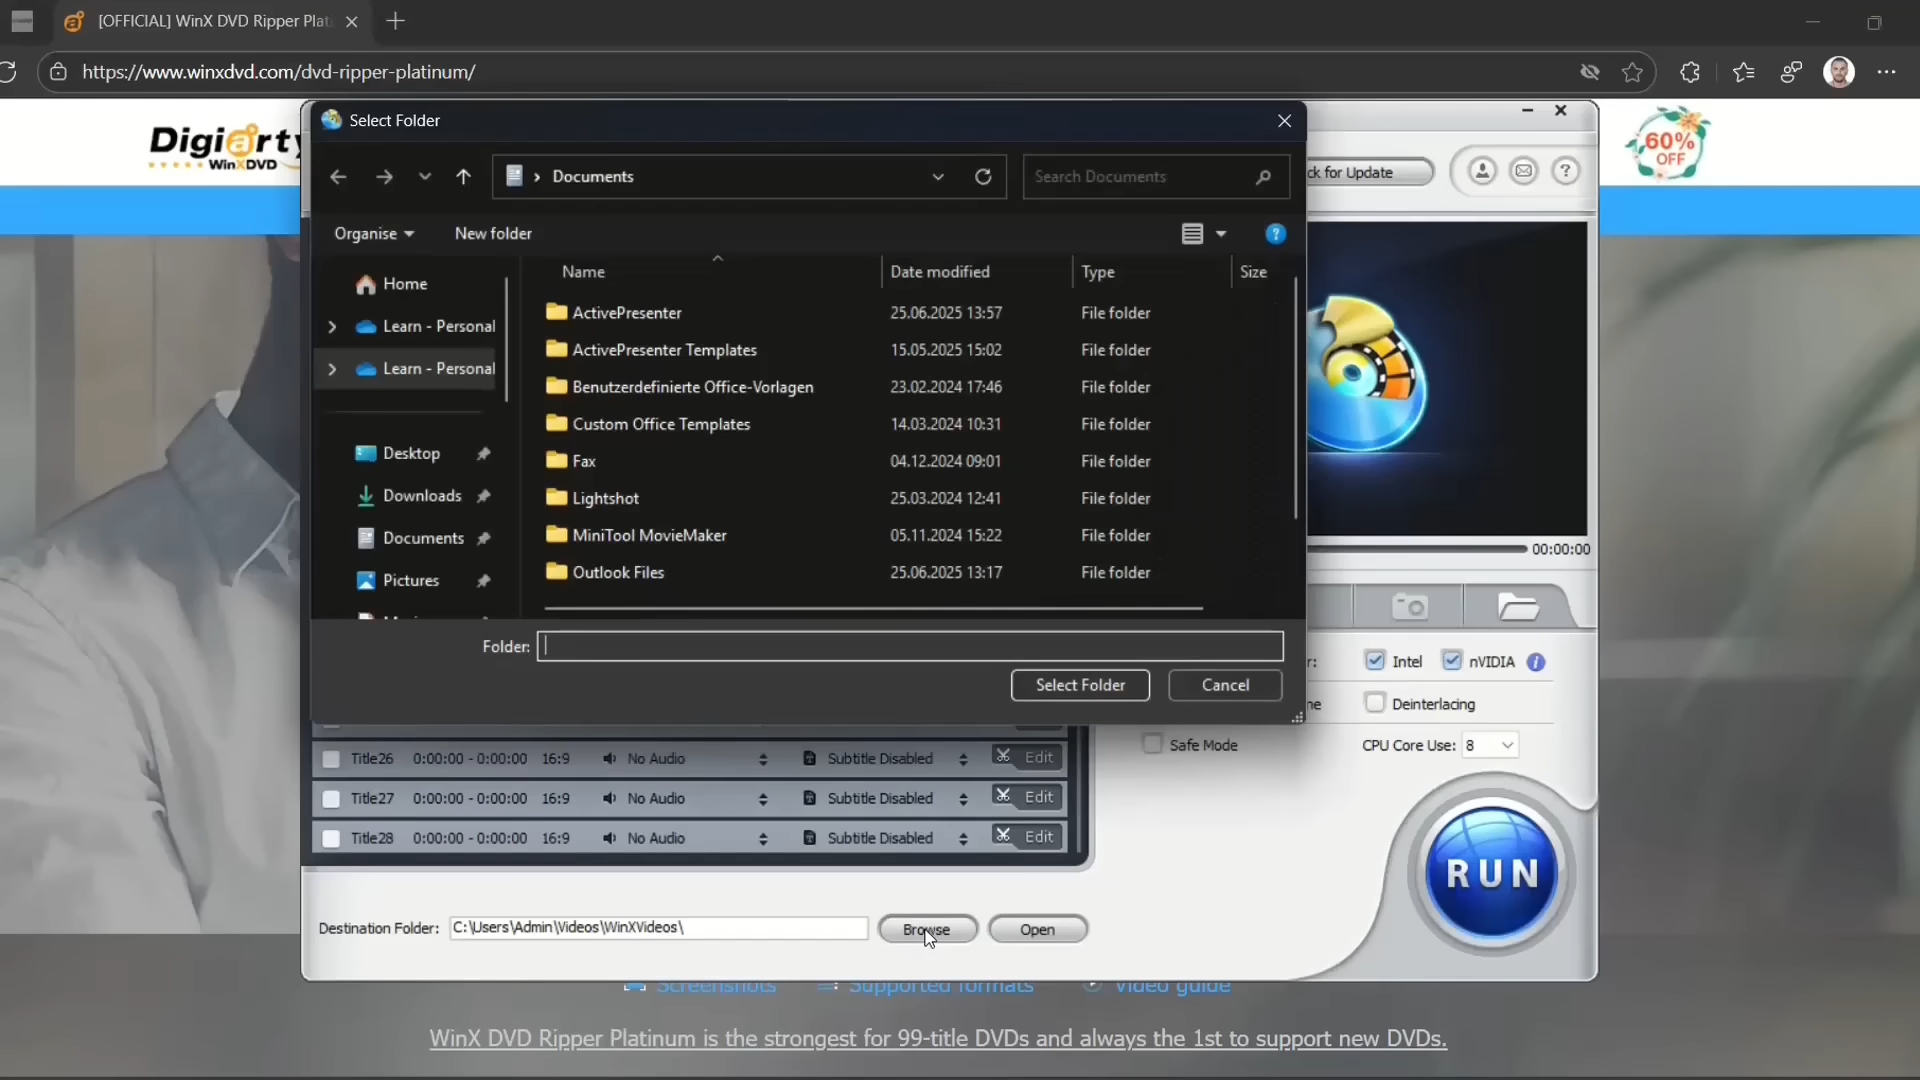 [OFFICIAL] WinX DVD Ripper Plat
https://www.winxdvd.com/dvd-ripper-platinum/
Digiarty
WinXDVD
60%
OFF
Select Folder
Documents
Search Documents
ck for Update
?
Organise
New folder
?
Name
Date modified
Type
Size
Home
Learn - Personal
Learn - Personal
Desktop
Downloads
Documents
Pictures
ActivePresenter 25.06.2025 13:57 File folder
ActivePresenter Templates 15.05.2025 15:02 File folder
Benutzerdefinierte Office-Vorlagen 23.02.2024 17:46 File folder
Custom Office Templates 14.03.2024 10:31 File folder
Fax 04.12.2024 09:01 File folder
Lightshot 25.03.2024 12:41 File folder
MiniTool MovieMaker 05.11.2024 15:22 File folder
Outlook Files 25.06.2025 13:17 File folder
00:00:00
Folder:
Select Folder
Cancel
Intel
nVIDIA
i
Deinterlacing
Safe Mode
CPU Core Use: 8
Title26 0:00:00 - 0:00:00 16:9 No Audio Subtitle Disabled Edit
Title27 0:00:00 - 0:00:00 16:9 No Audio Subtitle Disabled Edit
Title28 0:00:00 - 0:00:00 16:9 No Audio Subtitle Disabled Edit
RUN
Destination Folder: C:\Users\Admin\Videos\WinXVideos\
Browse
Open
Screenshots
Supported formats
Video guide
WinX DVD Ripper Platinum is the strongest for 99-title DVDs and always the 1st to support new DVDs.